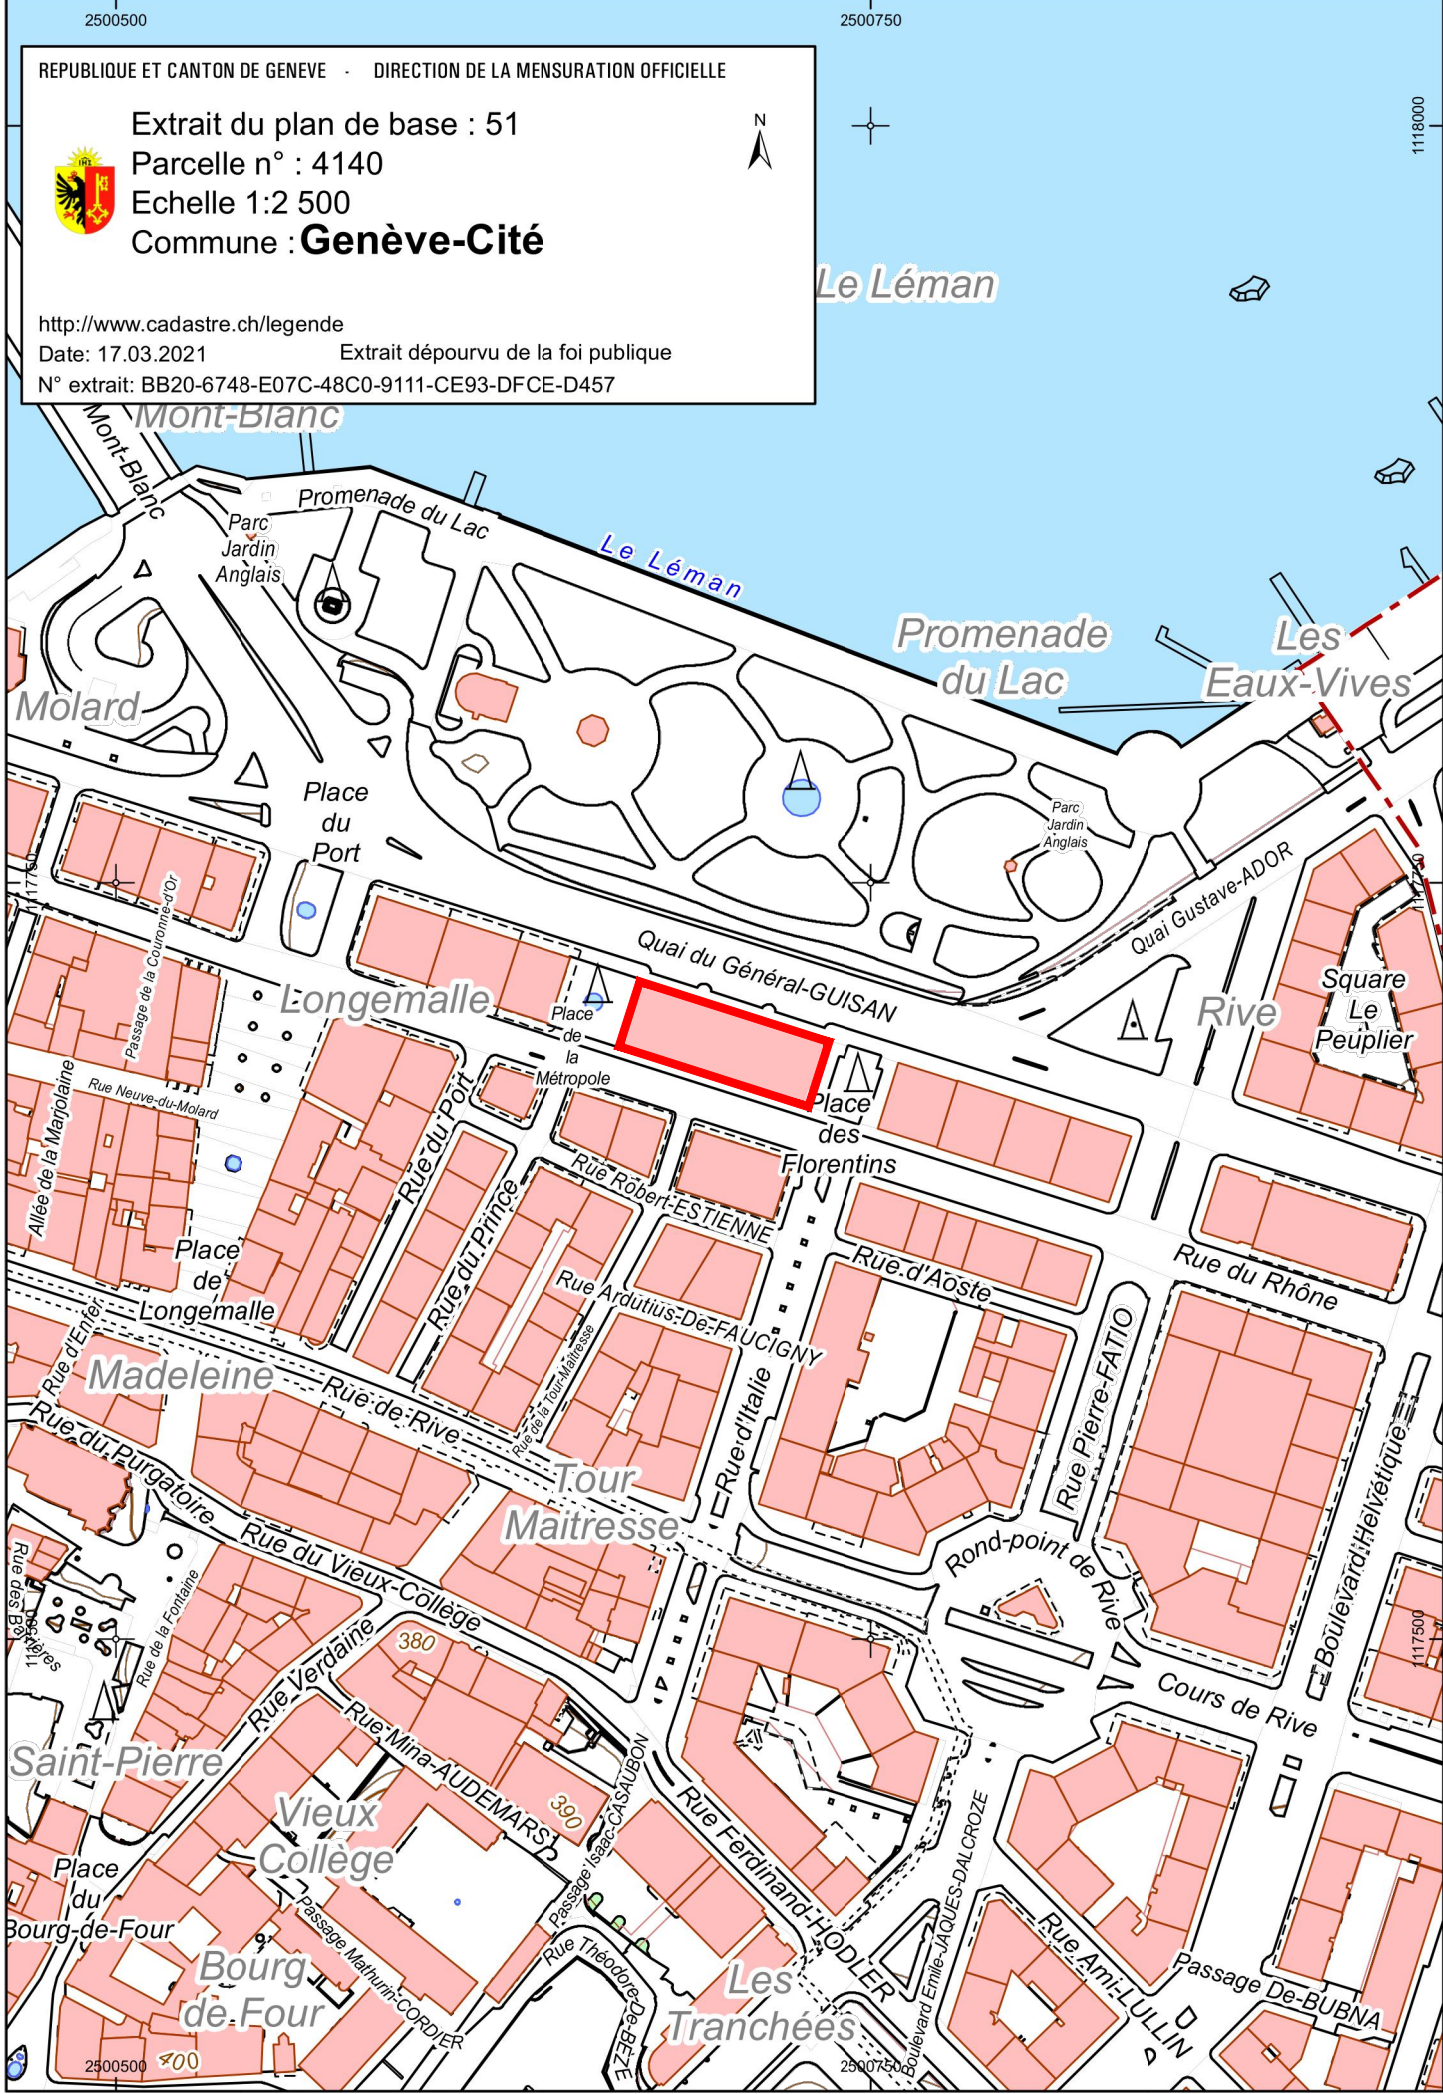 2500500
2500750
REPUBLIQUE ET CANTON DE GENEVE - DIRECTION DE LA MENSURATION OFFICIELLE
Extrait du plan de base : 51
Parcelle n° : 4140
Echelle 1:2 500
Commune : Genève-Cité
N
1118000
http://www.cadastre.ch/legende
Date: 17.03.2021
Extrait dépourvu de la foi publique
N° extrait: BB20-6748-E07C-48C0-9111-CE93-DFCE-D457
Le Léman
Mont-Blanc
Mont-Blanc
Promenade du Lac
Parc
Jardin
Anglais
Le Léman
Promenade
du Lac
Les
Eaux-Vives
Molard
Place
du
Port
Parc
Jardin
Anglais
1117750
Quai Gustave-ADOR
Passage de la Couronne-d'Or
Quai du Général-GUISAN
Longemalle
Place
de
la
Métropole
Rive
Square
Le
Peuplier
Allée de la Marjolaine
Rue Neuve-du-Molard
Rue du Port
Place
des
Florentins
Rue Robert-ESTIENNE
Rue du Prince
Place
de
Longemalle
Rue d'Aoste
Rue du Rhône
Rue Ardutius-De-FAUCIGNY
Rue d'Enfer
Madeleine
Rue de Rive
Rue de la Tour-Maîtresse
Rue d'Italie
Rue Pierre-FATIO
Boulevard Helvétique
Rue du Purgatoire
Tour
Maitresse
Rue du Vieux-Collège
Rond-point de Rive
Rue des Barrières
Rue de la Fontaine
Rue Verdaine
380
1117500
1117500
Cours de Rive
Saint-Pierre
Rue Mina-AUDEMARS
390
Passage Isaac-CASAUBON
Rue Ferdinand-HODLER
Vieux
Collège
Place
du
Bourg-de-Four
Passage Mathurin-CORDIER
Rue Théodore-De-BÈZE
Boulevard Emile-JAQUES-DALCROZE
Rue Ami-LULLIN
Passage De-BUBNA
Bourg
de Four
Les
Tranchées
400
2500500
2500750